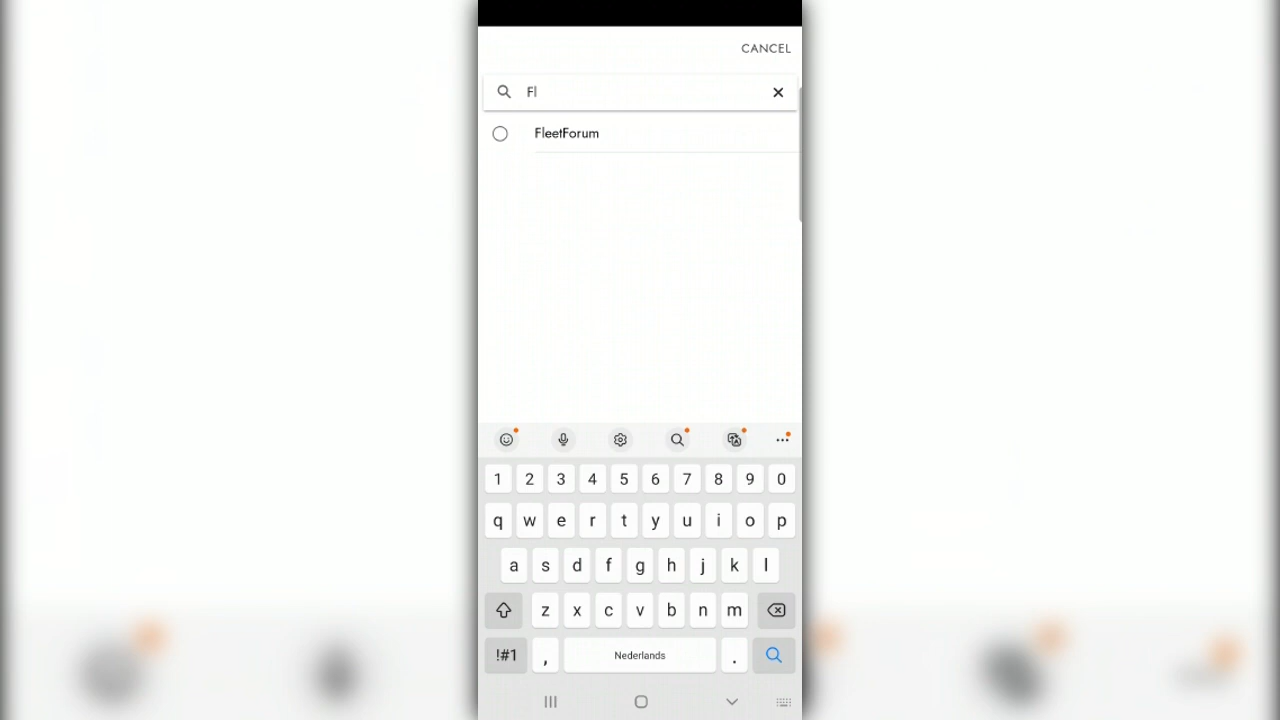 CANCEL
Fl
FleetForum
1 2 3 4 5 6 7 8 9 0
q w e r t y u i o p
a s d f g h j k l
z x c v b n m
!#1 , Nederlands .